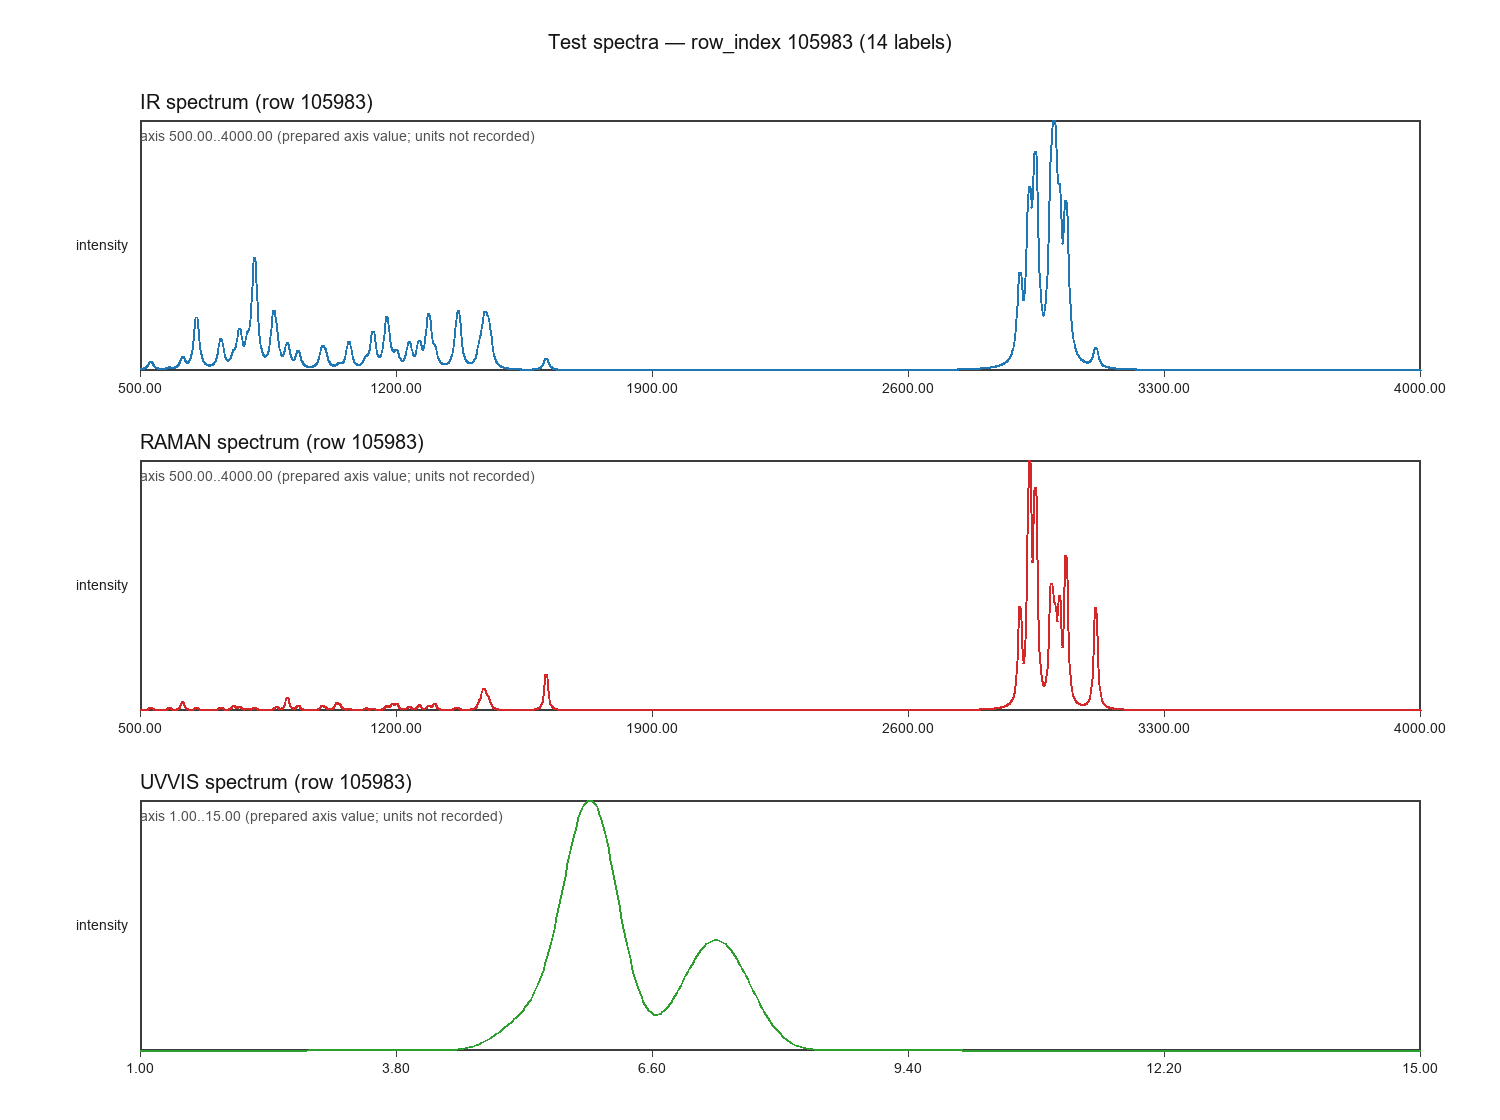 Test spectra — row_index 105983 (14 labels)
IR spectrum (row 105983)
axis 500.00..4000.00 (prepared axis value; units not recorded)
intensity
500.00 1200.00 1900.00 2600.00 3300.00 4000.00
RAMAN spectrum (row 105983)
axis 500.00..4000.00 (prepared axis value; units not recorded)
intensity
500.00 1200.00 1900.00 2600.00 3300.00 4000.00
UVVIS spectrum (row 105983)
axis 1.00..15.00 (prepared axis value; units not recorded)
intensity
1.00 3.80 6.60 9.40 12.20 15.00